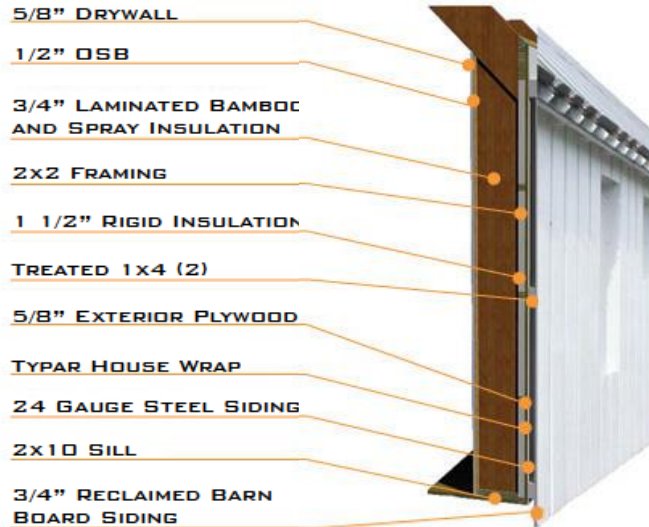 5/8" DRYWALL
1/2" OSB
3/4" LAMINATED BAMBOO
AND SPRAY INSULATION
2X2 FRAMING
1 1/2" RIGID INSULATION
TREATED 1X4 (2)
5/8" EXTERIOR PLYWOOD
TYPAR HOUSE WRAP
24 GAUGE STEEL SIDING
2X10 SILL
3/4" RECLAIMED BARN
BOARD SIDING